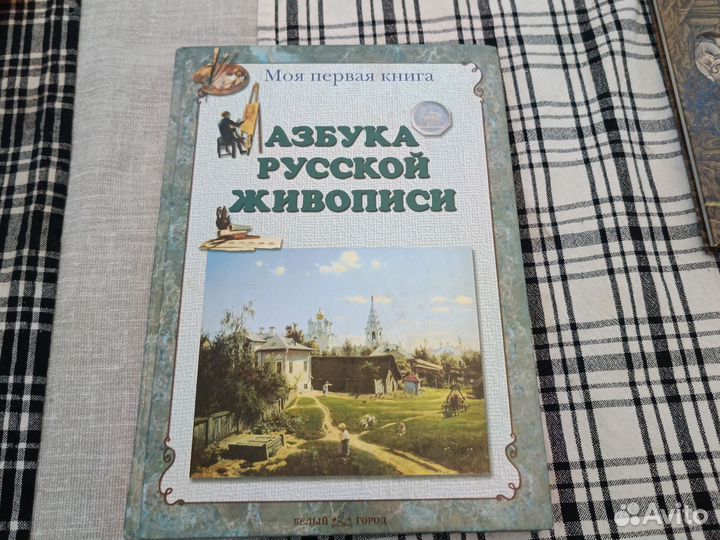 Моя первая книга
АЗБУКА
РУССКОЙ
ЖИВОПИСИ
БЕЛЫЙ ГОРОД
Avito